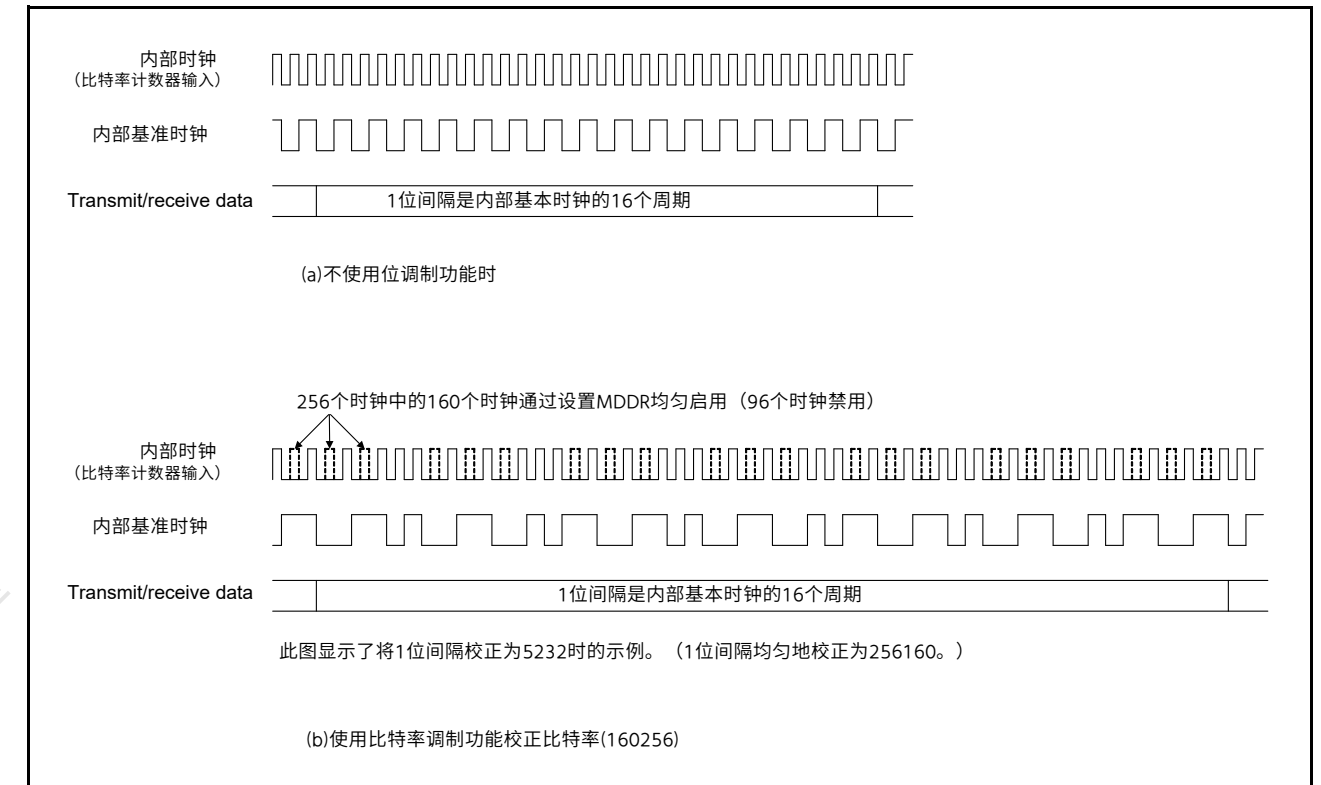 内部时钟
（比特率计数器输入）
内部基准时钟
Transmit/receive data
1位间隔是内部基本时钟的16个周期
(a)不使用位调制功能时
256个时钟中的160个时钟通过设置MDDR均匀启用（96个时钟禁用）
内部时钟
（比特率计数器输入）
内部基准时钟
Transmit/receive data
1位间隔是内部基本时钟的16个周期
此图显示了将1位间隔校正为5232时的示例。（1位间隔均匀地校正为256160。）
(b)使用比特率调制功能校正比特率(160256)